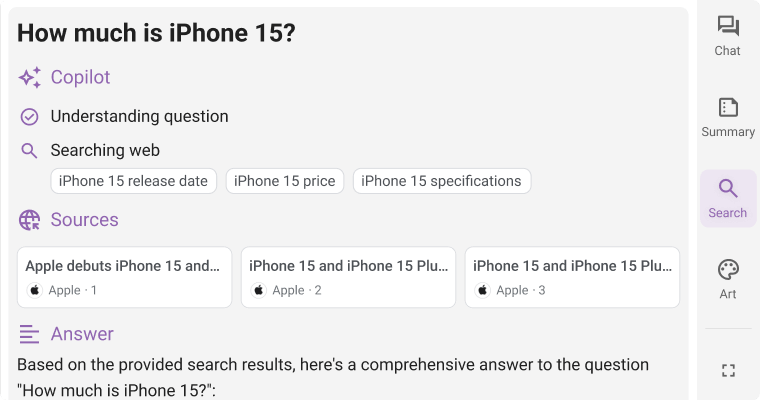 How much is iPhone 15?
Copilot
Understanding question
Searching web
iPhone 15 release date
iPhone 15 price
iPhone 15 specifications
Sources
Apple debuts iPhone 15 and...
Apple · 1
iPhone 15 and iPhone 15 Plu...
Apple · 2
iPhone 15 and iPhone 15 Plu...
Apple · 3
Answer
Based on the provided search results, here's a comprehensive answer to the question
"How much is iPhone 15?":
Chat
Summary
Search
Art